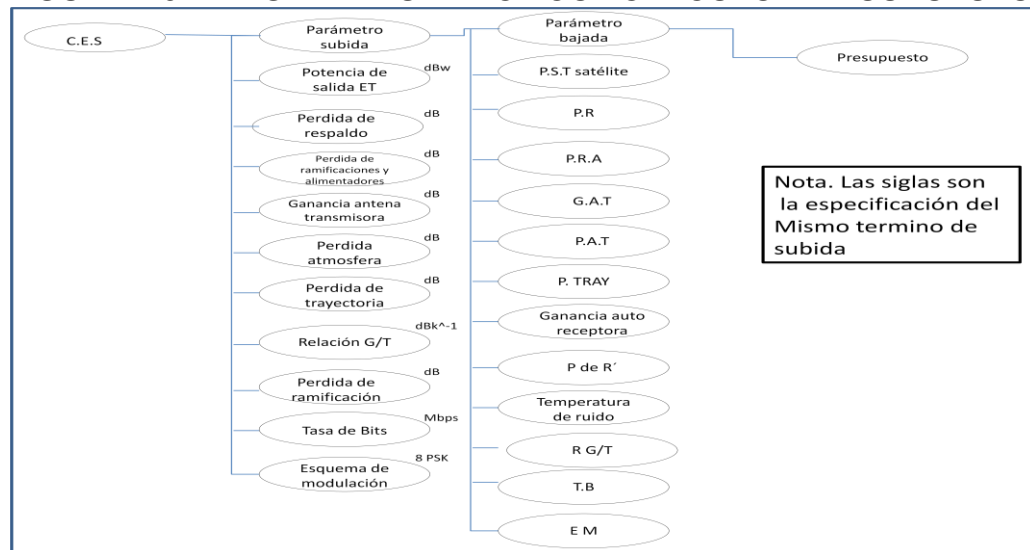 C.E.S
Parámetro
subida
Parámetro
bajada
Presupuesto
Potencia de
salida ET
dBw
Perdida de
respaldo
dB
Perdida de
ramificaciones y
alimentadores
dB
Ganancia antena
transmisora
dB
Perdida
atmosfera
dB
Perdida de
trayectoria
dB
Relación G/T
dBk^-1
Perdida de
ramificación
dB
Tasa de Bits
Mbps
Esquema de
modulación
8 PSK
P.S.T satélite
P.R
P.R.A
G.A.T
P.A.T
P. TRAY
Ganancia auto
receptora
P de R´
Temperatura
de ruido
R G/T
T.B
E M
Nota. Las siglas son
la especificación del
Mismo termino de
subida